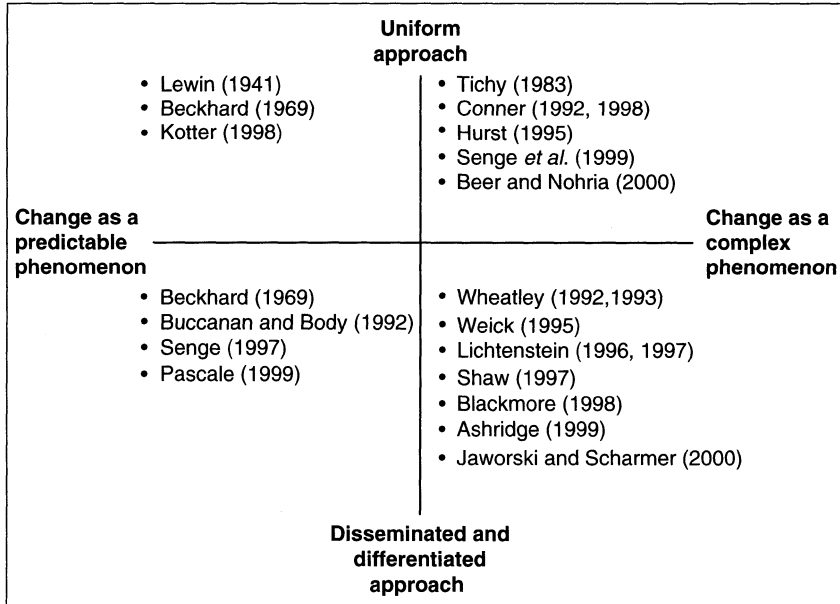 Uniform
approach
• Lewin (1941)
• Beckhard (1969)
• Kotter (1998)
• Tichy (1983)
• Conner (1992, 1998)
• Hurst (1995)
• Senge et al. (1999)
• Beer and Nohria (2000)
Change as a
predictable
phenomenon
Change as a
complex
phenomenon
• Beckhard (1969)
• Buccanan and Body (1992)
• Senge (1997)
• Pascale (1999)
• Wheatley (1992,1993)
• Weick (1995)
• Lichtenstein (1996, 1997)
• Shaw (1997)
• Blackmore (1998)
• Ashridge (1999)
• Jaworski and Scharmer (2000)
Disseminated and
differentiated
approach